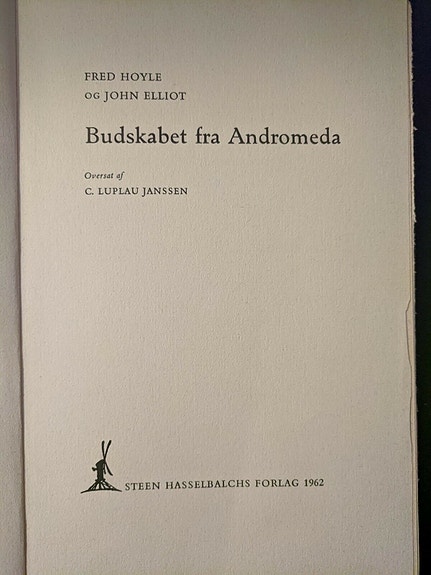 FRED HOYLE
OG JOHN ELLIOT
Budskabet fra Andromeda
Oversat af
C. LUPLAU JANSSEN
STEEN HASSELBALCHS FORLAG 1962